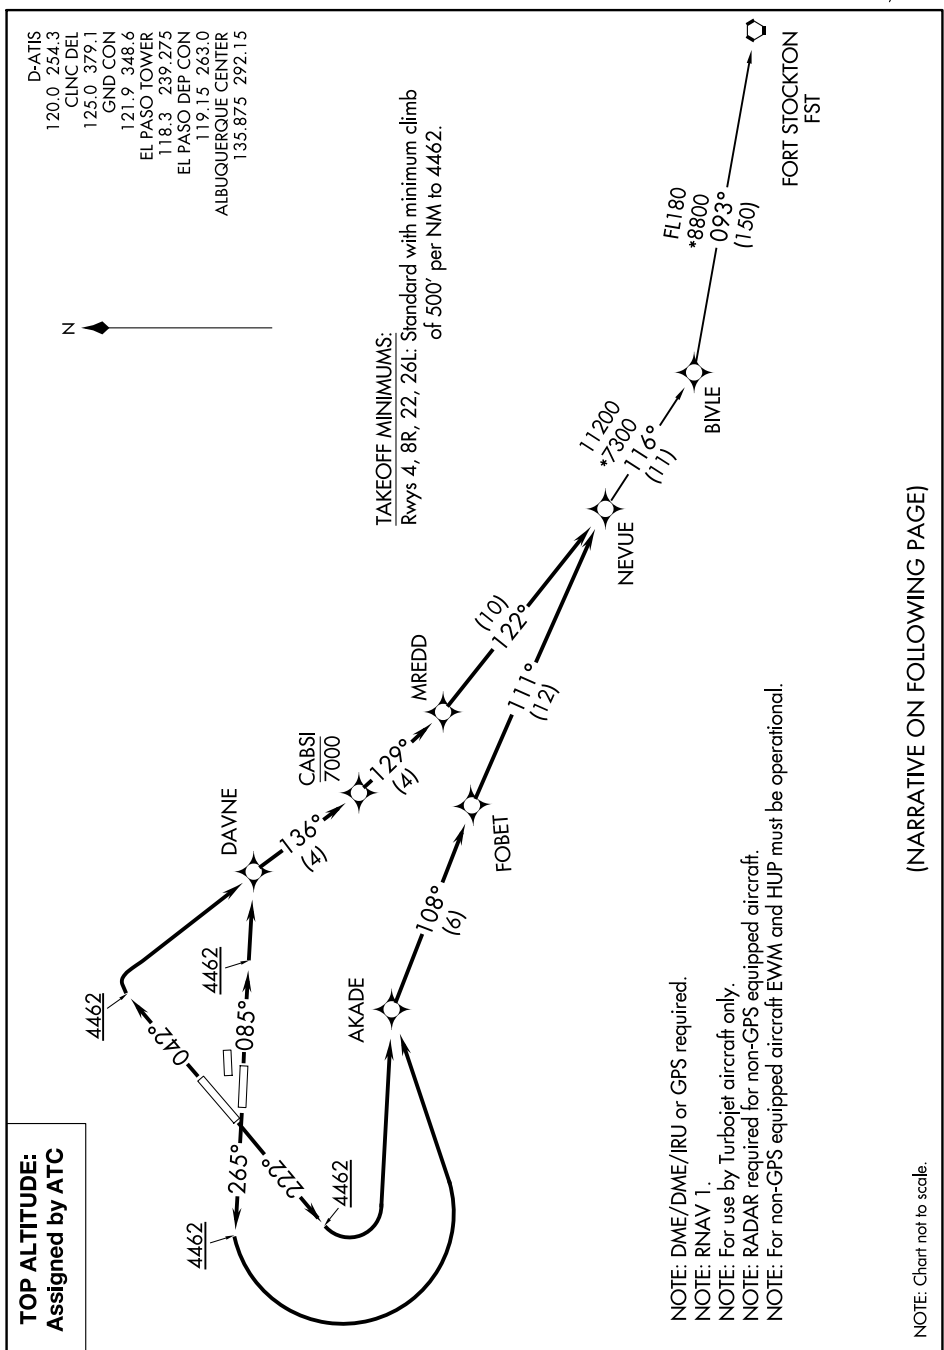 TOP ALTITUDE:
Assigned by ATC
D-ATIS
120.0 254.3
CLNC DEL
125.0 379.1
GND CON
121.9 348.6
EL PASO TOWER
118.3 239.275
EL PASO DEP CON
119.15 263.0
ALBUQUERQUE CENTER
135.875 292.15
N
TAKEOFF MINIMUMS:
Rwys 4, 8R, 22, 26L: Standard with minimum climb
of 500' per NM to 4462.
4462
042°
4462
085°
265°
4462
222°
4462
DAVNE
136°
(4)
CABSI
7000
129°
(4)
MREDD
(10)
122°
AKADE
108°
(6)
FOBET
111°
(12)
NEVUE
11200
*7300
116°
(11)
BIVLE
FL180
*8800
093°
(150)
FORT STOCKTON
FST
NOTE: DME/DME/IRU or GPS required.
NOTE: RNAV 1.
NOTE: For use by Turbojet aircraft only.
NOTE: RADAR required for non-GPS equipped aircraft.
NOTE: For non-GPS equipped aircraft EWM and HUP must be operational.
(NARRATIVE ON FOLLOWING PAGE)
NOTE: Chart not to scale.